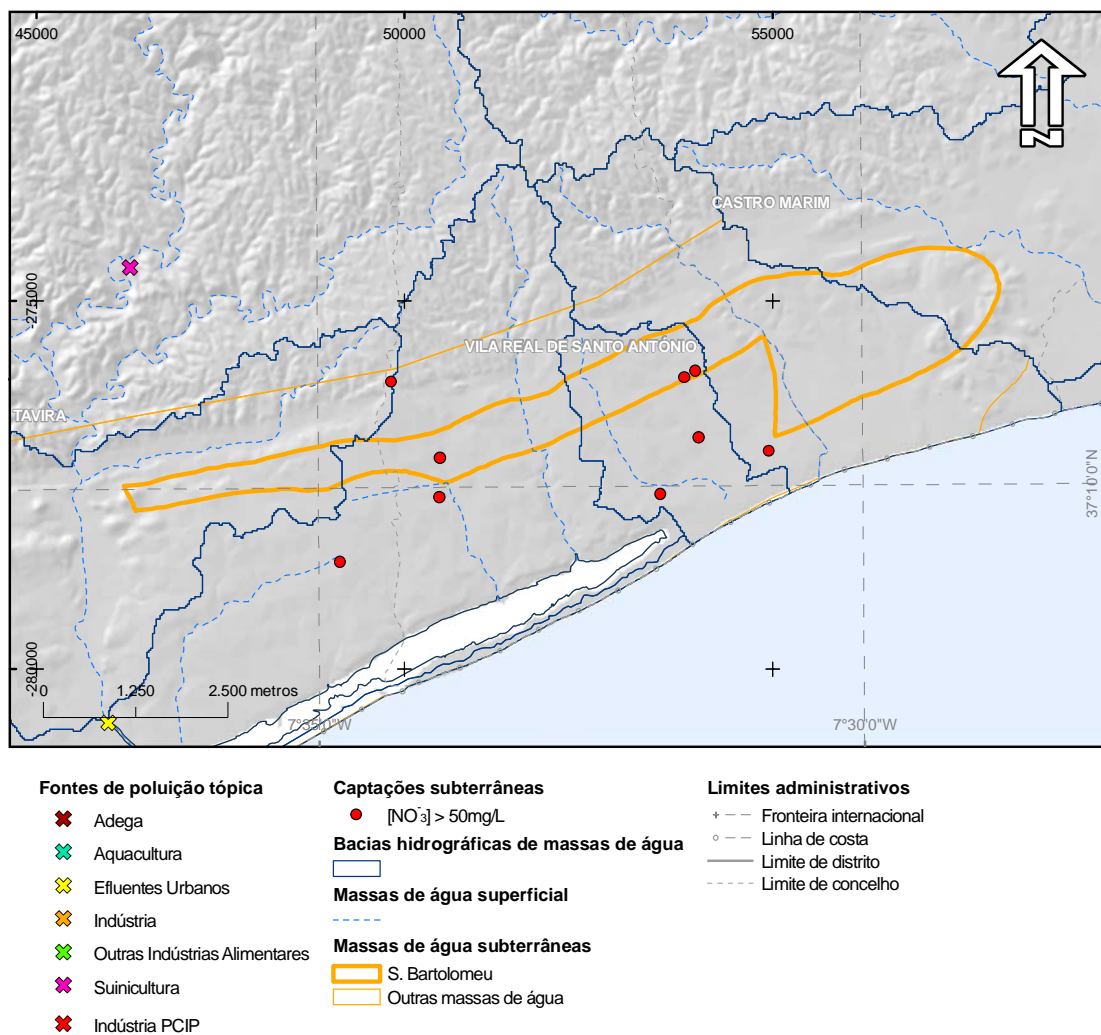 45000
50000
55000
N
CASTRO MARIM
-275000
VILA REAL DE SANTO ANTÓNIO
TAVIRA
37°10'0"N
-280000
0
1.250
2.500 metros
7°35'0"W
7°30'0"W
Fontes de poluição tópica
Adega
Aquacultura
Efluentes Urbanos
Indústria
Outras Indústrias Alimentares
Suinicultura
Indústria PCIP
Captações subterrâneas
[NO⁻₃] > 50mg/L
Bacias hidrográficas de massas de água
Massas de água superficial
Massas de água subterrâneas
S. Bartolomeu
Outras massas de água
Limites administrativos
Fronteira internacional
Linha de costa
Limite de distrito
Limite de concelho